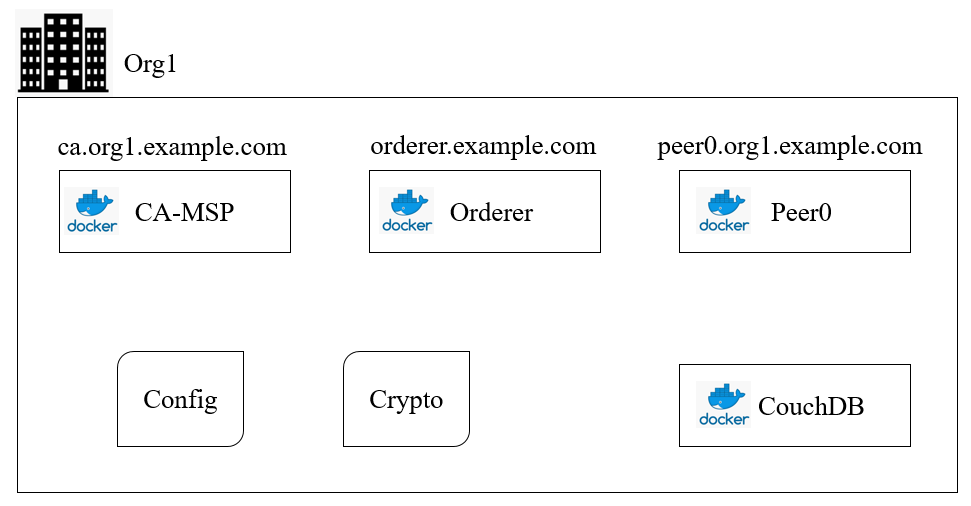 Org1
ca.org1.example.com
orderer.example.com
peer0.org1.example.com
docker
CA-MSP
docker
Orderer
docker
Peer0
Config
Crypto
docker
CouchDB